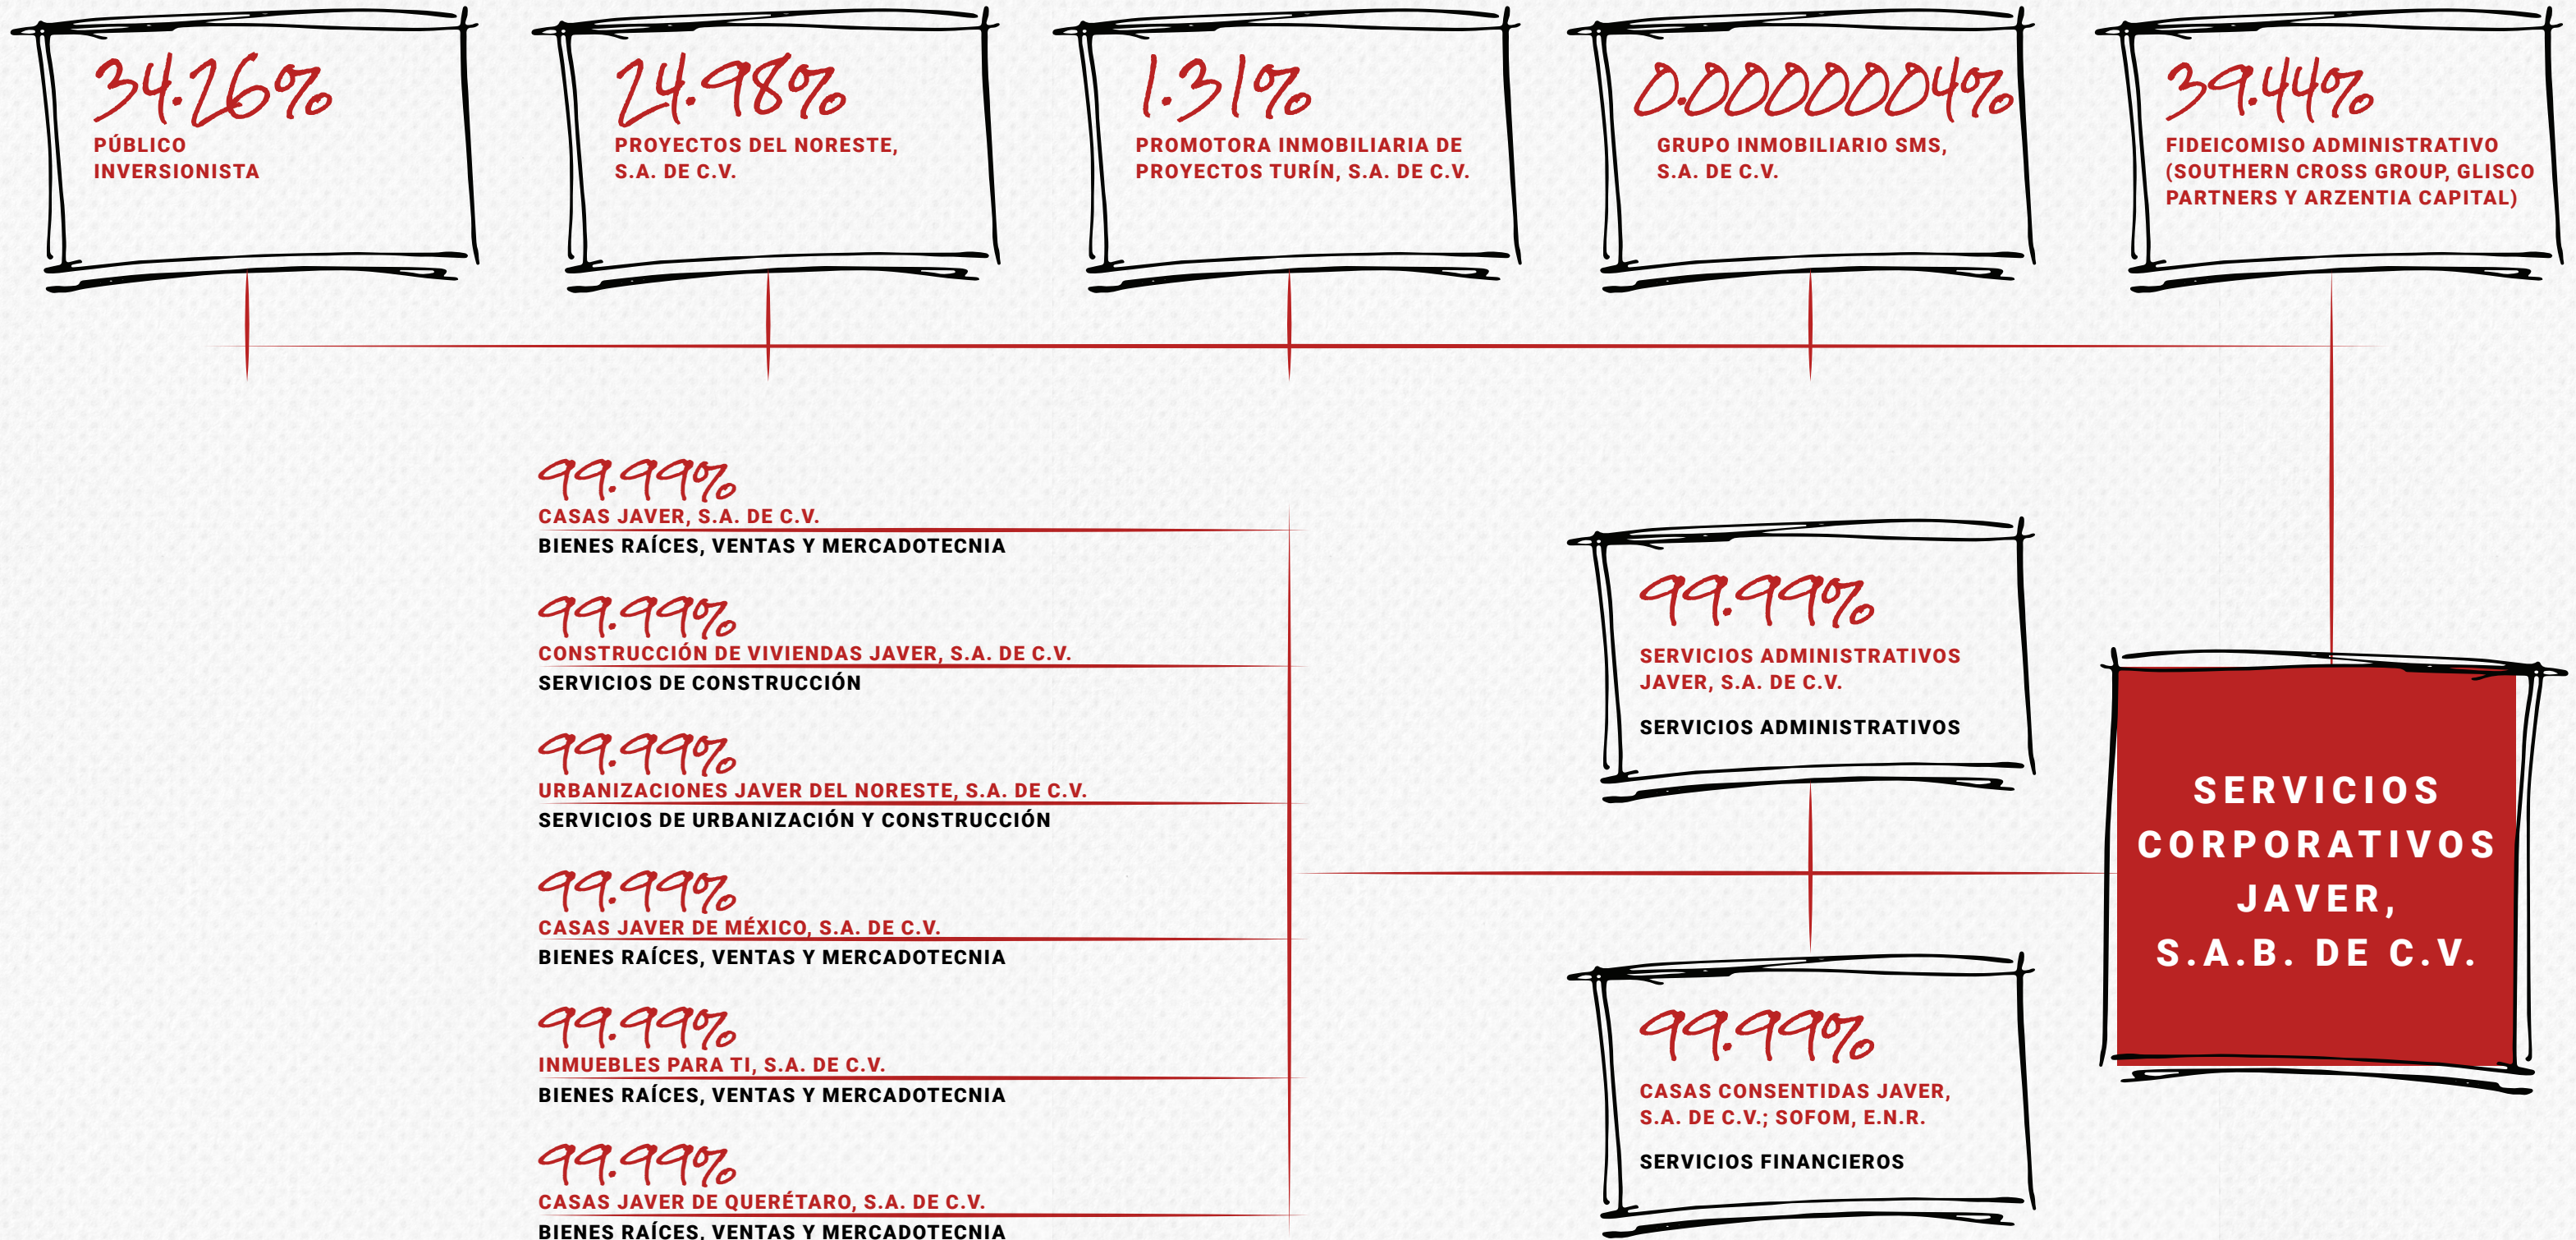 34.26%
PÚBLICO
INVERSIONISTA
24.98%
PROYECTOS DEL NORESTE,
S.A. DE C.V.
1.31%
PROMOTORA INMOBILIARIA DE
PROYECTOS TURÍN, S.A. DE C.V.
0.00000004%
GRUPO INMOBILIARIO SMS,
S.A. DE C.V.
39.44%
FIDEICOMISO ADMINISTRATIVO
(SOUTHERN CROSS GROUP, GLISCO
PARTNERS Y ARZENTIA CAPITAL)
99.99%
CASAS JAVER, S.A. DE C.V.
BIENES RAÍCES, VENTAS Y MERCADOTECNIA
99.99%
CONSTRUCCIÓN DE VIVIENDAS JAVER, S.A. DE C.V.
SERVICIOS DE CONSTRUCCIÓN
99.99%
URBANIZACIONES JAVER DEL NORESTE, S.A. DE C.V.
SERVICIOS DE URBANIZACIÓN Y CONSTRUCCIÓN
99.99%
CASAS JAVER DE MÉXICO, S.A. DE C.V.
BIENES RAÍCES, VENTAS Y MERCADOTECNIA
99.99%
INMUEBLES PARA TI, S.A. DE C.V.
BIENES RAÍCES, VENTAS Y MERCADOTECNIA
99.99%
CASAS JAVER DE QUERÉTARO, S.A. DE C.V.
BIENES RAÍCES, VENTAS Y MERCADOTECNIA
99.99%
SERVICIOS ADMINISTRATIVOS
JAVER, S.A. DE C.V.
SERVICIOS ADMINISTRATIVOS
99.99%
CASAS CONSENTIDAS JAVER,
S.A. DE C.V.; SOFOM, E.N.R.
SERVICIOS FINANCIEROS
SERVICIOS
CORPORATIVOS
JAVER,
S.A.B. DE C.V.